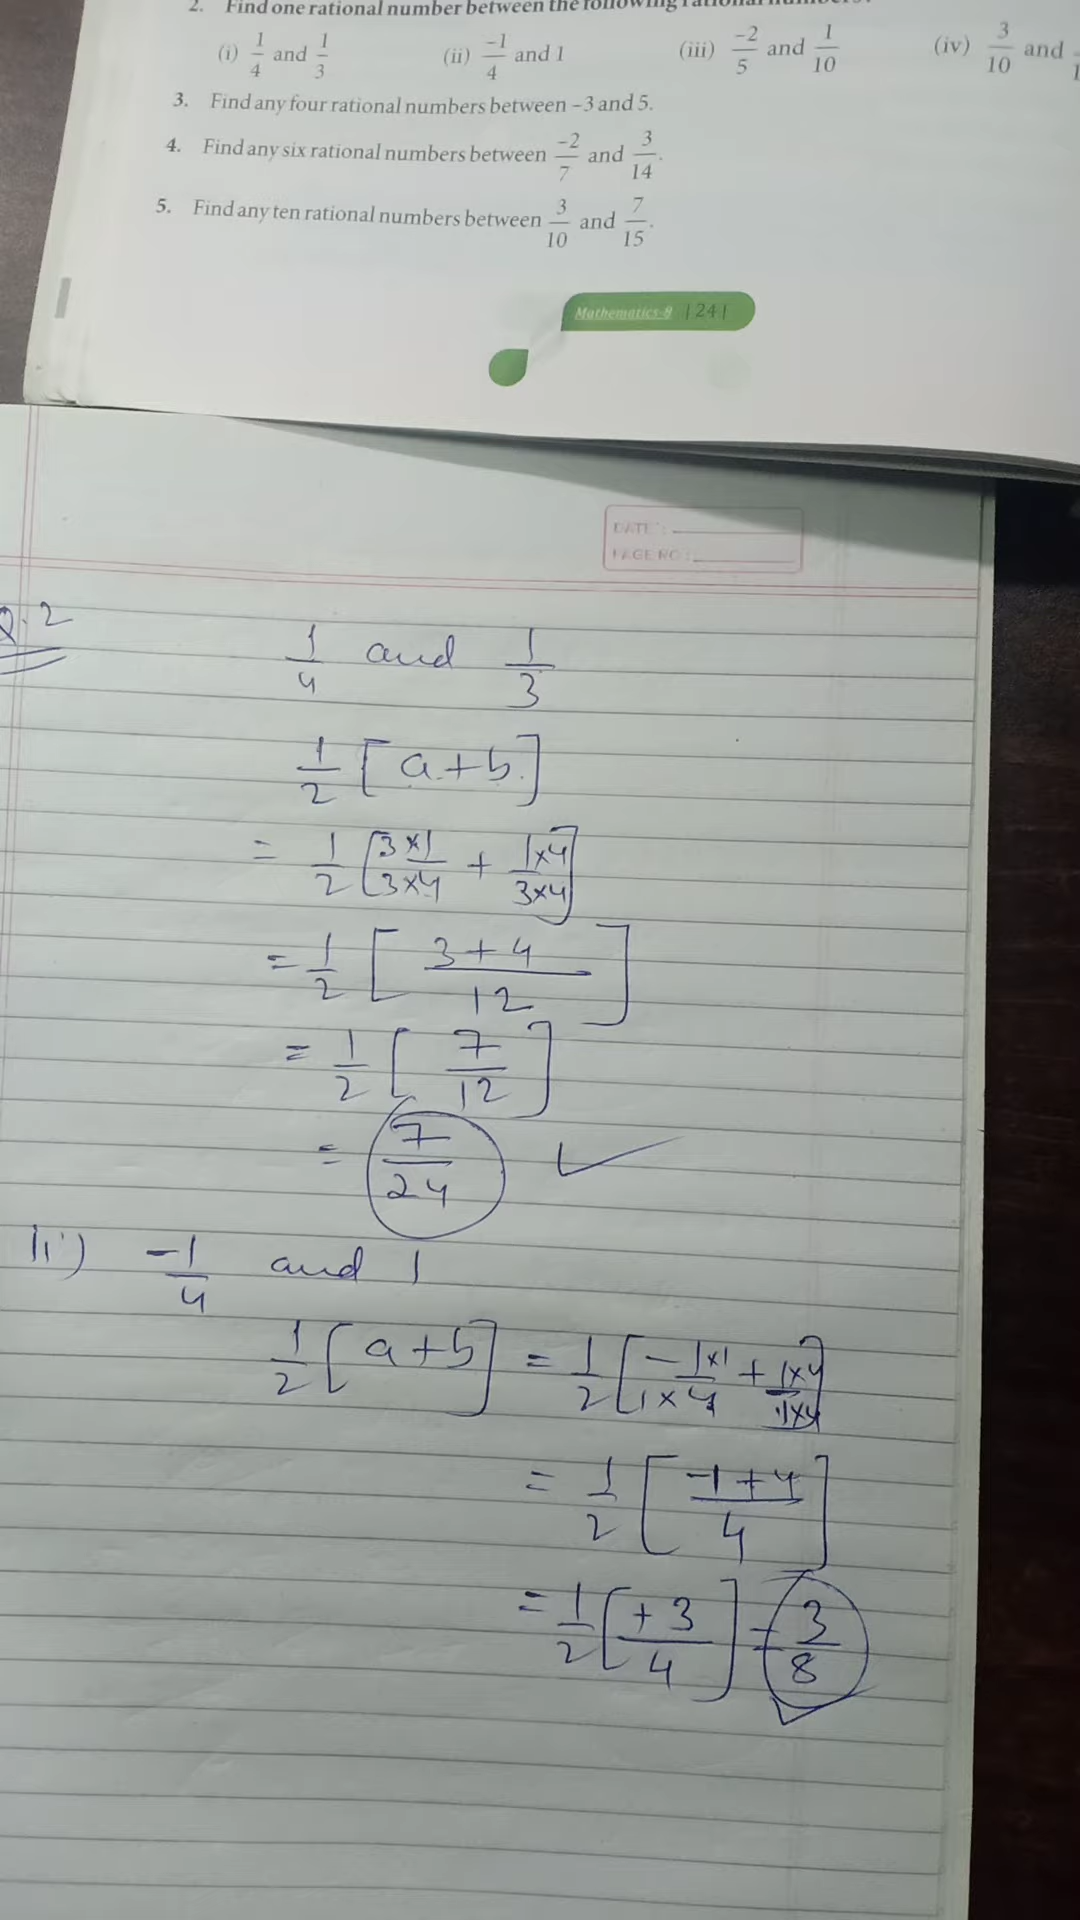 2. Find one rational number between the following rational numbers:
(i) 1/4 and 1/3 (ii) -1/4 and 1 (iii) -2/5 and 1/10 (iv) 3/10 and
3. Find any four rational numbers between -3 and 5.
4. Find any six rational numbers between -2/7 and 3/14.
5. Find any ten rational numbers between 3/10 and 7/15.
Mathematics-8 |24|
DATE :
PAGE NO :
Q.2
1/4 and 1/3
1/2 [a+b]
= 1/2 [3×1/3×4 + 1×4/3×4]
= 1/2 [3+4/12]
= 1/2 [7/12]
= 7/24 ✓
ii) -1/4 and 1
1/2 [a+b] = 1/2 [-1×1/1×4 + 1×4/1×4]
= 1/2 [-1+4/4]
= 1/2 [+3/4] = 3/8